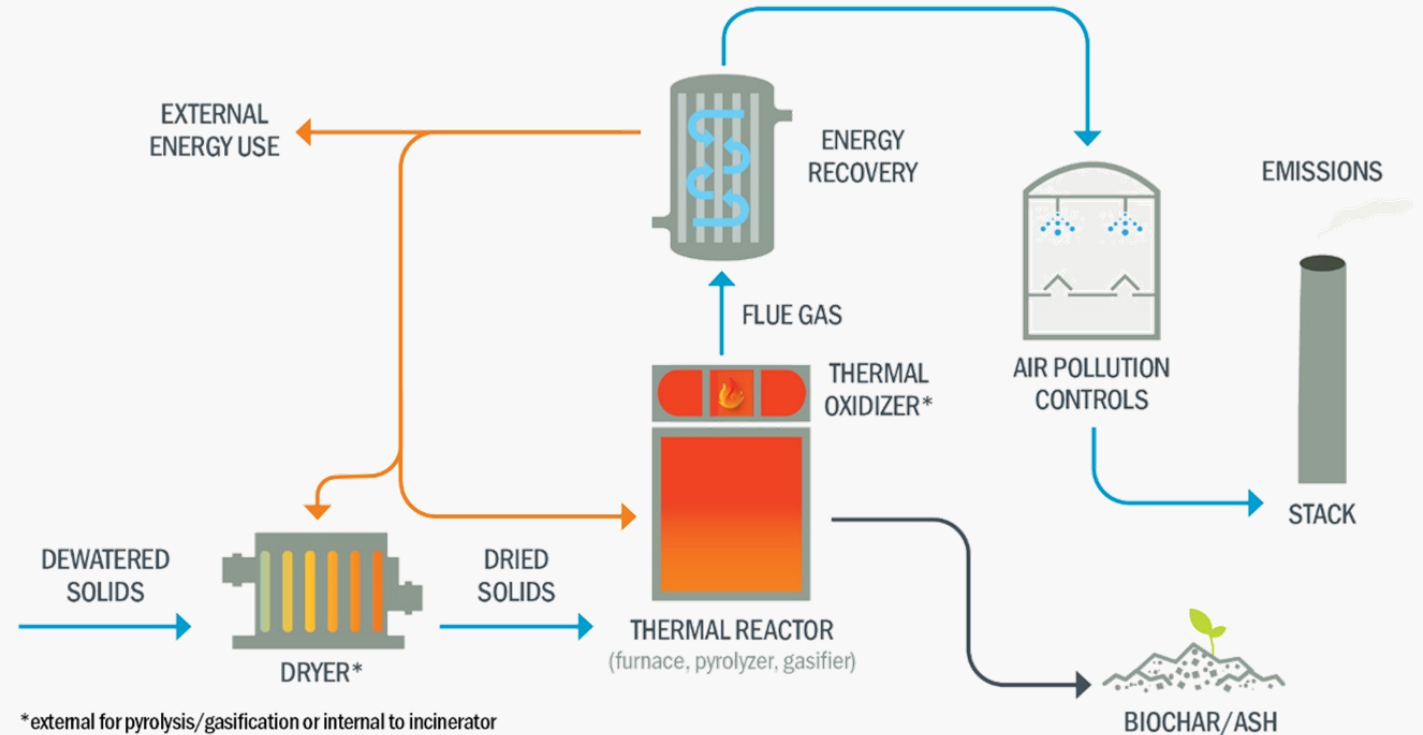 EXTERNAL
ENERGY USE
ENERGY
RECOVERY
EMISSIONS
FLUE GAS
THERMAL
OXIDIZER*
AIR POLLUTION
CONTROLS
STACK
DEWATERED
SOLIDS
DRYER*
DRIED
SOLIDS
THERMAL REACTOR
(furnace, pyrolyzer, gasifier)
BIOCHAR/ASH
*external for pyrolysis/gasification or internal to incinerator